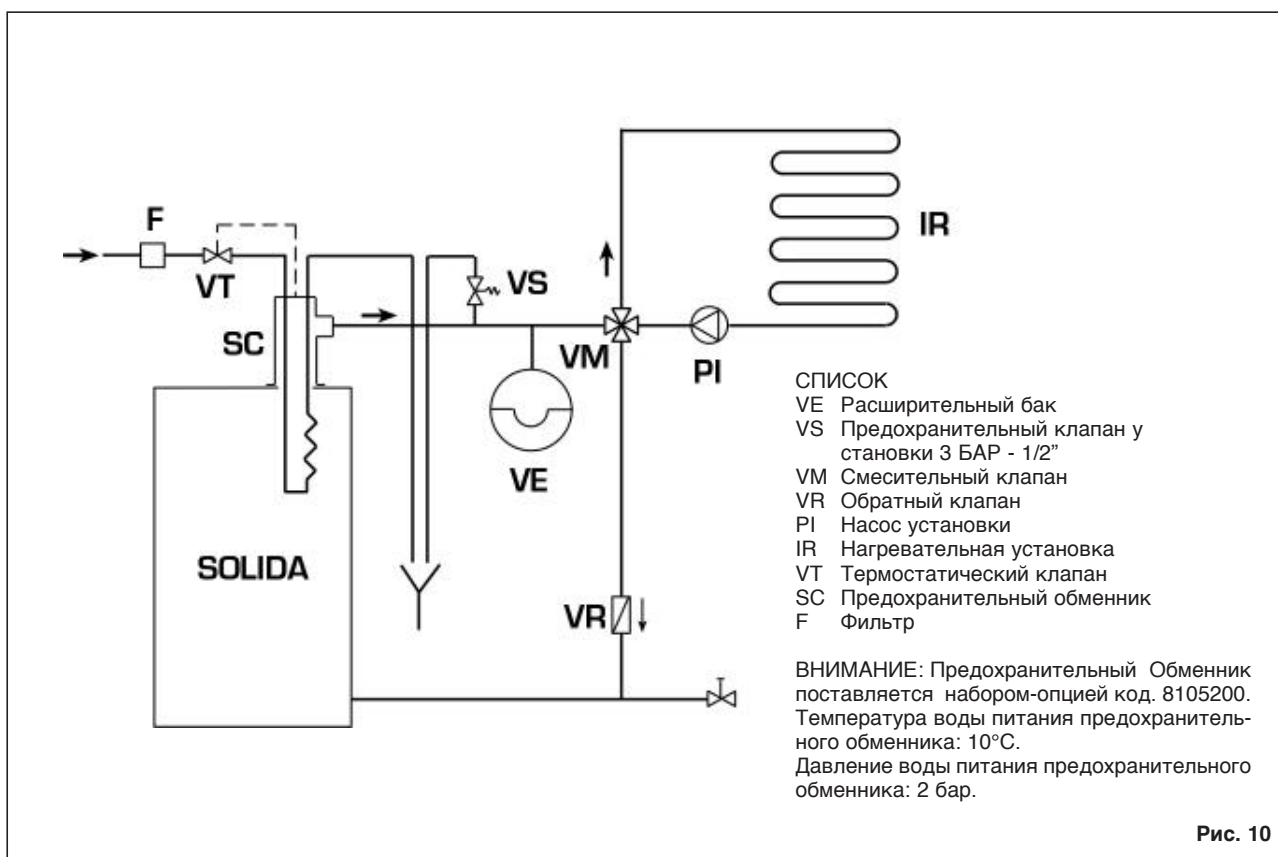 F
VT
SC
VS
VM
PI
IR
VE
SOLIDA
VR
СПИСОК
VE Расширительный бак
VS Предохранительный клапан у
становки 3 БАР - 1/2”
VM Смесительный клапан
VR Обратный клапан
PI Насос установки
IR Нагревательная установка
VT Термостатический клапан
SC Предохранительный обменник
F Фильтр
ВНИМАНИЕ: Предохранительный Обменник
поставляется набором-опцией код. 8105200.
Температура воды питания предохранитель-
ного обменника: 10°С.
Давление воды питания предохранительного
обменника: 2 бар.
Рис. 10